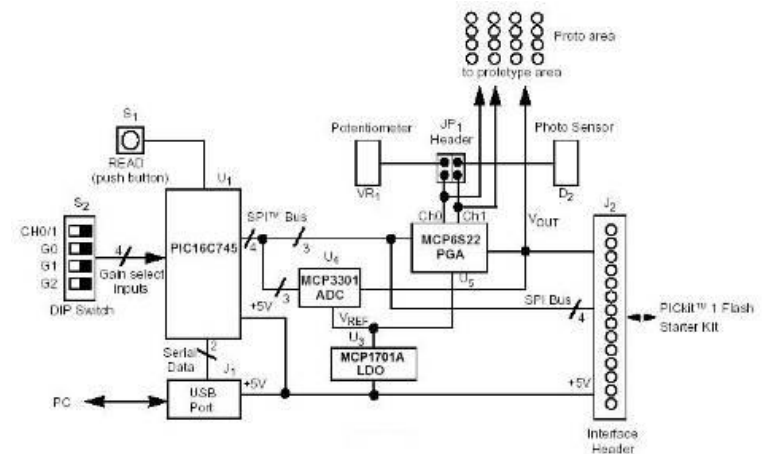 Proto area
to prototype area
S1
READ
(push button)
Potentiometer
JP1
Header
Photo Sensor
VR1
D2
U1
S2
CH0/1
G0
G1
G2
DIP Switch
4
Gain select
inputs
PIC16C745
SPI™ Bus
4
3
3
U4
MCP3301
ADC
Ch0
Ch1
MCP6S22
PGA
U5
VOUT
J2
SPI Bus
4
PICkit™ 1 Flash
Starter Kit
+5V
VREF
U3
MCP1701A
LDO
Serial
Data
2
J1
USB
Port
+5V
+5V
PC
Interface
Header